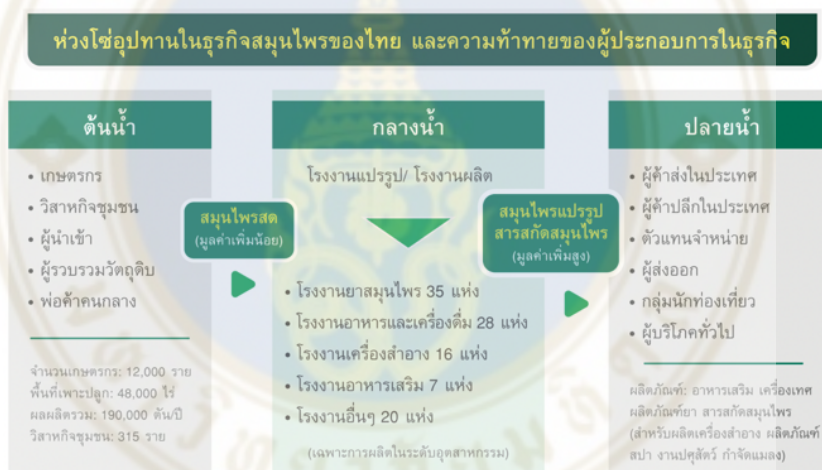 ห่วงโซ่อุปทานในธุรกิจสมุนไพรของไทย และความท้าทายของผู้ประกอบการในธุรกิจ
ต้นน้ำ
• เกษตรกร
• วิสาหกิจชุมชน
• ผู้นำเข้า
• ผู้รวบรวมวัตถุดิบ
• พ่อค้าคนกลาง
จำนวนเกษตรกร: 12,000 ราย
พื้นที่เพาะปลูก: 48,000 ไร่
ผลผลิตรวม: 190,000 ตัน/ปี
วิสาหกิจชุมชน: 315 ราย
สมุนไพรสด
(มูลค่าเพิ่มน้อย)
กลางน้ำ
โรงงานแปรรูป/ โรงงานผลิต
• โรงงานยาสมุนไพร 35 แห่ง
• โรงงานอาหารและเครื่องดื่ม 28 แห่ง
• โรงงานเครื่องสำอาง 16 แห่ง
• โรงงานอาหารเสริม 7 แห่ง
• โรงงานอื่นๆ 20 แห่ง
(เฉพาะการผลิตในระดับอุตสาหกรรม)
สมุนไพรแปรรูป
สารสกัดสมุนไพร
(มูลค่าเพิ่มสูง)
ปลายน้ำ
• ผู้ค้าส่งในประเทศ
• ผู้ค้าปลีกในประเทศ
• ตัวแทนจำหน่าย
• ผู้ส่งออก
• กลุ่มนักท่องเที่ยว
• ผู้บริโภคทั่วไป
ผลิตภัณฑ์: อาหารเสริม เครื่องเทศ
ผลิตภัณฑ์ยา สารสกัดสมุนไพร
(สำหรับผลิตเครื่องสำอาง ผลิตภัณฑ์
สปา งานปศุสัตว์ กำจัดแมลง)